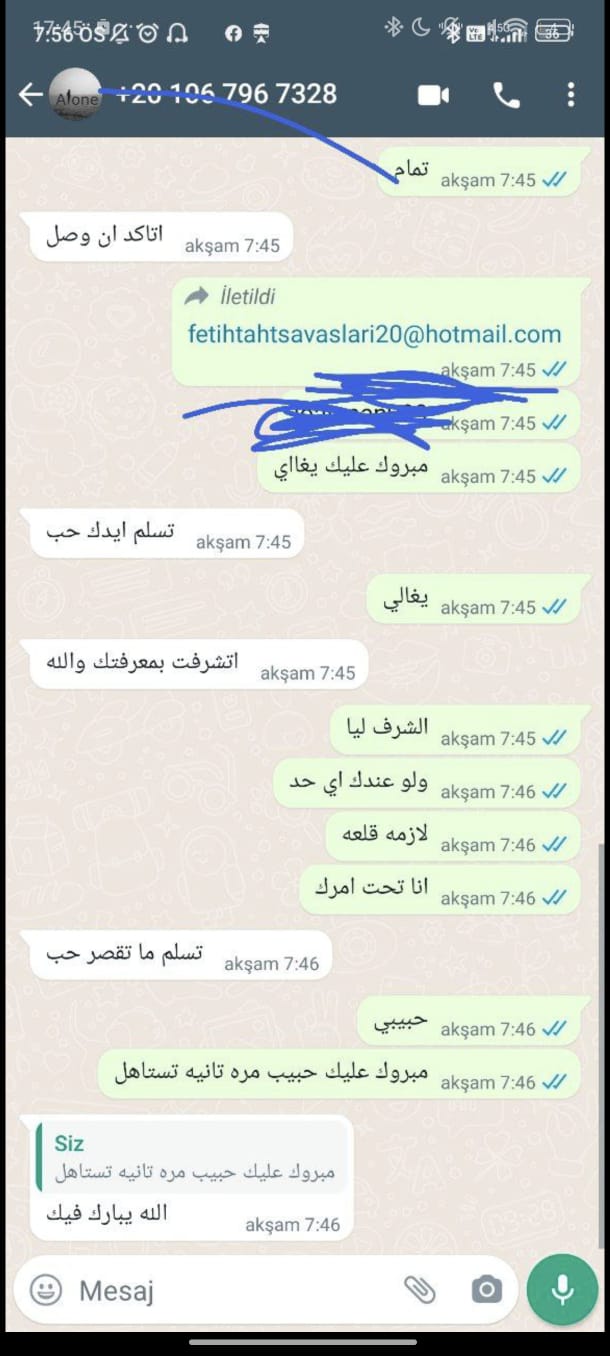 +20 106 796 7328
Alone
تمام
akşam 7:45
اتاكد ان وصل
akşam 7:45
İletildi
fetihtahtsavaslari20@hotmail.com
akşam 7:45
akşam 7:45
مبروك عليك يغااي
akşam 7:45
تسلم ايدك حب
akşam 7:45
يغالي
akşam 7:45
اتشرفت بمعرفتك والله
akşam 7:45
الشرف ليا
akşam 7:45
ولو عندك اي حد
akşam 7:46
لازمه قلعه
akşam 7:46
انا تحت امرك
akşam 7:46
تسلم ما تقصر حب
akşam 7:46
حبيبي
akşam 7:46
مبروك عليك حبيب مره تانيه تستاهل
akşam 7:46
Siz
مبروك عليك حبيب مره تانيه تستاهل
الله يبارك فيك
akşam 7:46
Mesaj